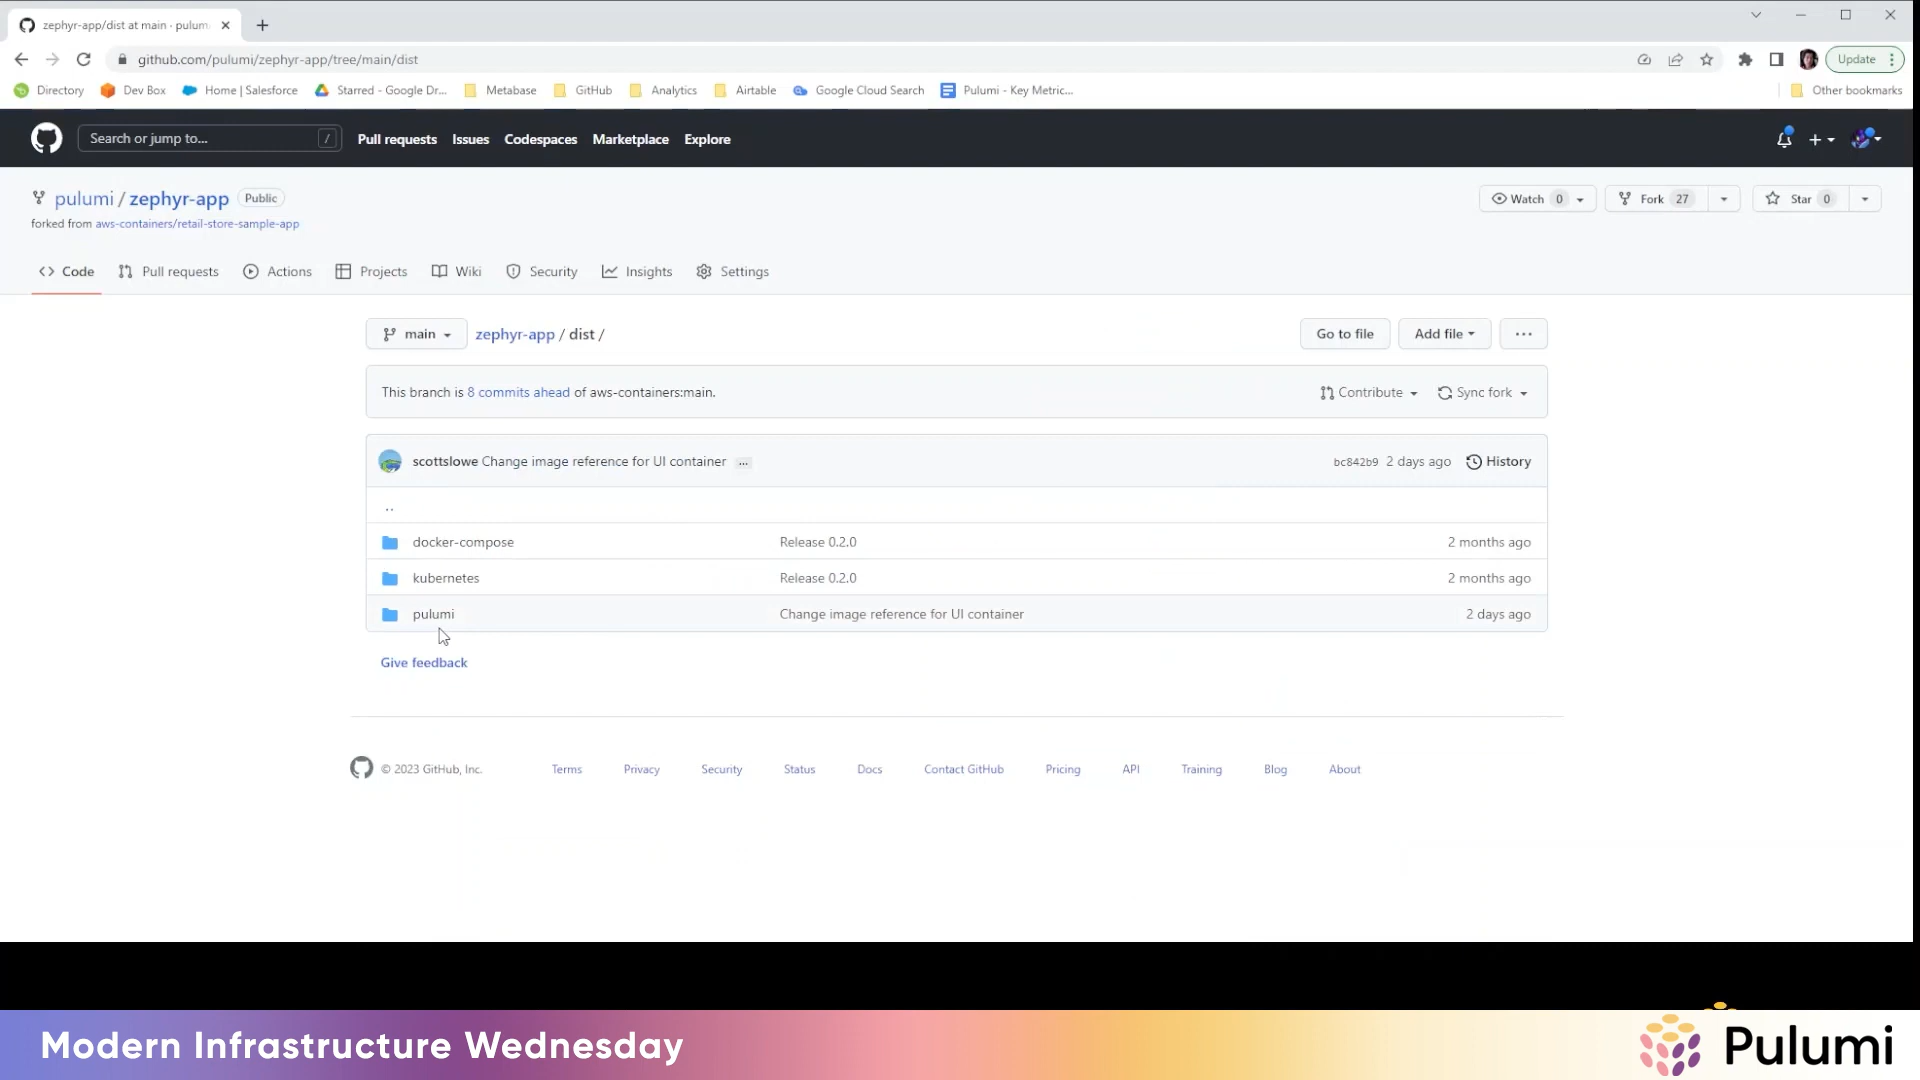 zephyr-app/dist at main · pulum
github.com/pulumi/zephyr-app/tree/main/dist
Update
Directory Dev Box Home | Salesforce Starred - Google Dr... Metabase GitHub Analytics Airtable Google Cloud Search Pulumi - Key Metric... Other bookmarks
Search or jump to... / Pull requests Issues Codespaces Marketplace Explore
pulumi / zephyr-app Public Watch 0 Fork 27 Star 0
forked from aws-containers/retail-store-sample-app
Code Pull requests Actions Projects Wiki Security Insights Settings
main zephyr-app / dist / Go to file Add file ...
This branch is 8 commits ahead of aws-containers:main. Contribute Sync fork
scottslowe Change image reference for UI container ... bc842b9 2 days ago History
..
docker-compose Release 0.2.0 2 months ago
kubernetes Release 0.2.0 2 months ago
pulumi Change image reference for UI container 2 days ago
Give feedback
© 2023 GitHub, Inc. Terms Privacy Security Status Docs Contact GitHub Pricing API Training Blog About
Modern Infrastructure Wednesday Pulumi